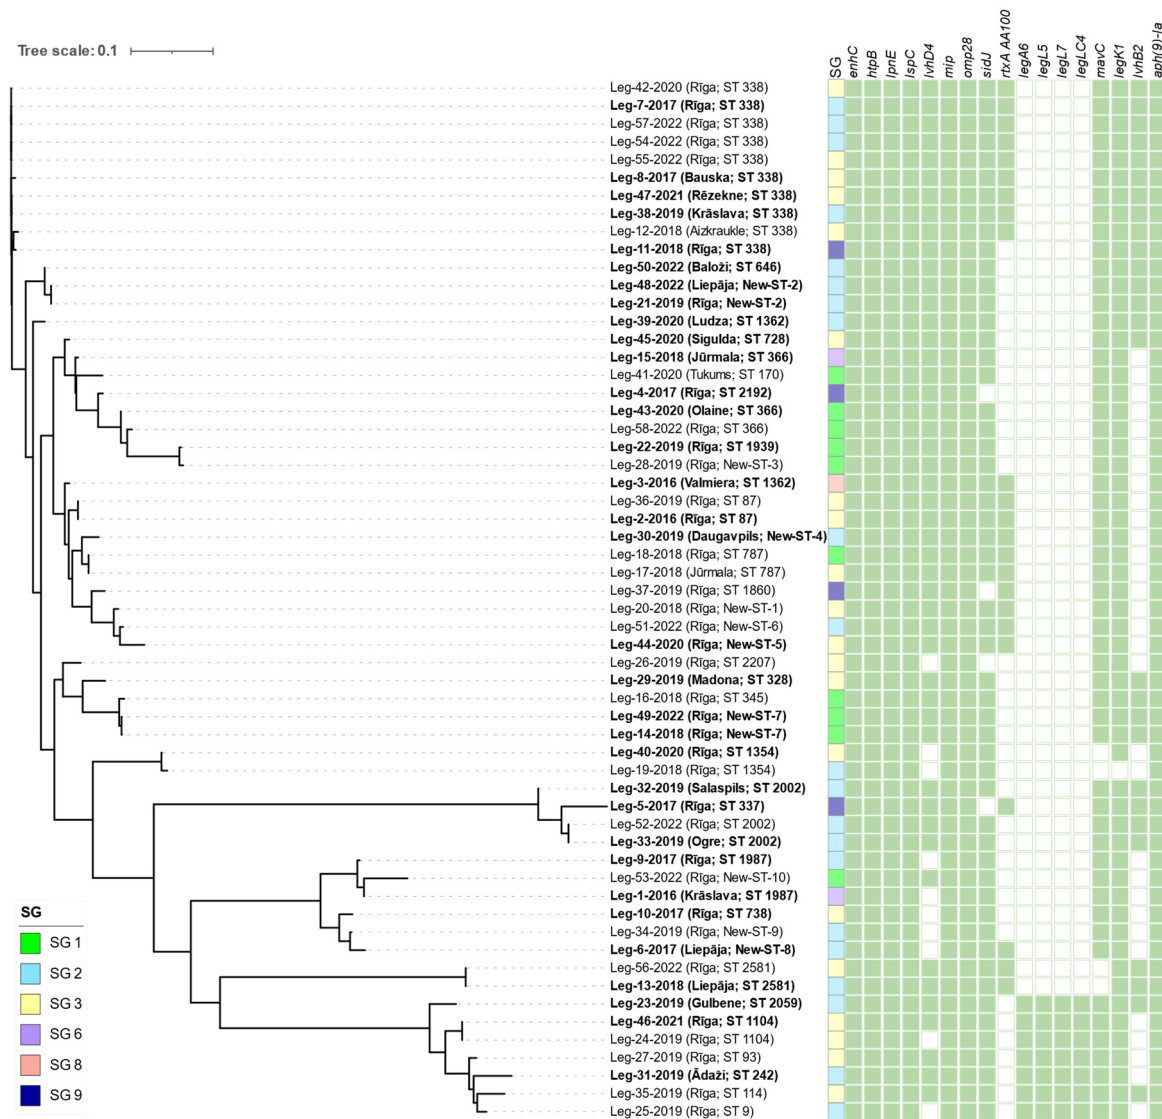 Tree scale: 0.1
SG
enhC
htpB
lpnE
lspC
lvhD4
mip
omp28
sidJ
rtxA AA100
legA6
legL5
legL7
legLC4
mavC
legK1
lvhB2
aph(9)-Ia
Leg-42-2020 (Rīga; ST 338)
Leg-7-2017 (Rīga; ST 338)
Leg-57-2022 (Rīga; ST 338)
Leg-54-2022 (Rīga; ST 338)
Leg-55-2022 (Rīga; ST 338)
Leg-8-2017 (Bauska; ST 338)
Leg-47-2021 (Rēzekne; ST 338)
Leg-38-2019 (Krāslava; ST 338)
Leg-12-2018 (Aizkraukle; ST 338)
Leg-11-2018 (Rīga; ST 338)
Leg-50-2022 (Baloži; ST 646)
Leg-48-2022 (Liepāja; New-ST-2)
Leg-21-2019 (Rīga; New-ST-2)
Leg-39-2020 (Ludza; ST 1362)
Leg-45-2020 (Sigulda; ST 728)
Leg-15-2018 (Jūrmala; ST 366)
Leg-41-2020 (Tukums; ST 170)
Leg-4-2017 (Rīga; ST 2192)
Leg-43-2020 (Olaine; ST 366)
Leg-58-2022 (Rīga; ST 366)
Leg-22-2019 (Rīga; ST 1939)
Leg-28-2019 (Rīga; New-ST-3)
Leg-3-2016 (Valmiera; ST 1362)
Leg-36-2019 (Rīga; ST 87)
Leg-2-2016 (Rīga; ST 87)
Leg-30-2019 (Daugavpils; New-ST-4)
Leg-18-2018 (Rīga; ST 787)
Leg-17-2018 (Jūrmala; ST 787)
Leg-37-2019 (Rīga; ST 1860)
Leg-20-2018 (Rīga; New-ST-1)
Leg-51-2022 (Rīga; New-ST-6)
Leg-44-2020 (Rīga; New-ST-5)
Leg-26-2019 (Rīga; ST 2207)
Leg-29-2019 (Madona; ST 328)
Leg-16-2018 (Rīga; ST 345)
Leg-49-2022 (Rīga; New-ST-7)
Leg-14-2018 (Rīga; New-ST-7)
Leg-40-2020 (Rīga; ST 1354)
Leg-19-2018 (Rīga; ST 1354)
Leg-32-2019 (Salaspils; ST 2002)
Leg-5-2017 (Rīga; ST 337)
Leg-52-2022 (Rīga; ST 2002)
Leg-33-2019 (Ogre; ST 2002)
Leg-9-2017 (Rīga; ST 1987)
Leg-53-2022 (Rīga; New-ST-10)
Leg-1-2016 (Krāslava; ST 1987)
Leg-10-2017 (Rīga; ST 738)
Leg-34-2019 (Rīga; New-ST-9)
Leg-6-2017 (Liepāja; New-ST-8)
Leg-56-2022 (Rīga; ST 2581)
Leg-13-2018 (Liepāja; ST 2581)
Leg-23-2019 (Gulbene; ST 2059)
Leg-46-2021 (Rīga; ST 1104)
Leg-24-2019 (Rīga; ST 1104)
Leg-27-2019 (Rīga; ST 93)
Leg-31-2019 (Ādaži; ST 242)
Leg-35-2019 (Rīga; ST 114)
Leg-25-2019 (Rīga; ST 9)
SG
SG 1
SG 2
SG 3
SG 6
SG 8
SG 9